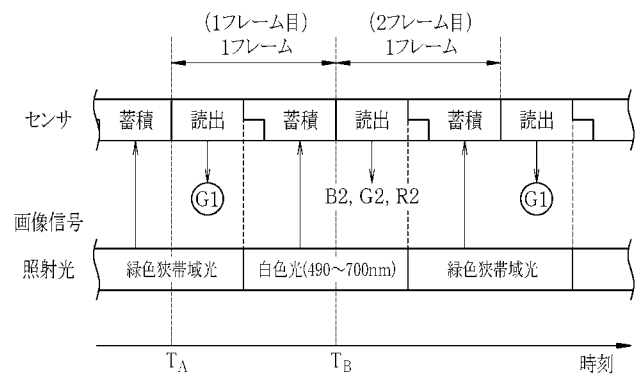 (1フレーム目) (2フレーム目)
1フレーム 1フレーム
センサ 蓄積 読出 蓄積 読出 蓄積 読出
G1 B2, G2, R2 G1
画像信号
照射光 緑色狭帯域光 白色光(490〜700nm) 緑色狭帯域光
TA TB 時刻